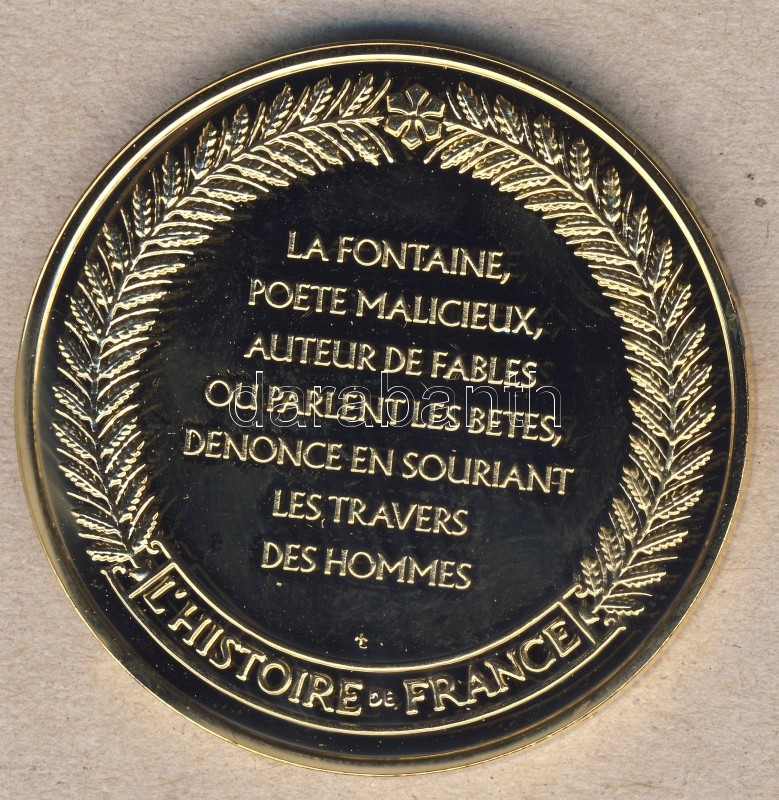 LA FONTAINE,
POETE MALICIEUX,
AUTEUR DE FABLES
OU PARLENT LES BETES,
DENONCE EN SOURIANT
LES TRAVERS
DES HOMMES
L'HISTOIRE DE FRANCE
darabanth